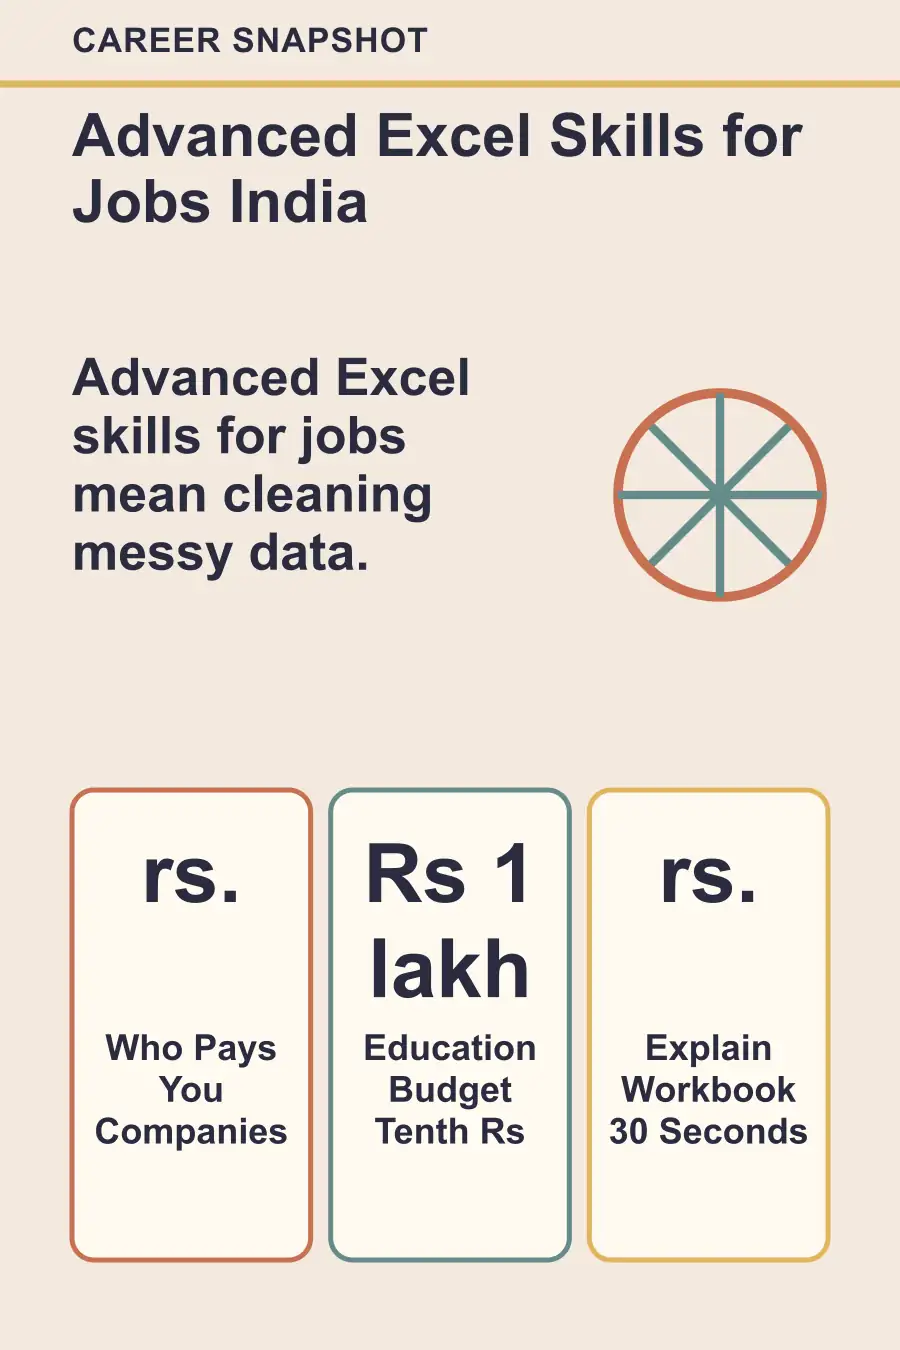 CAREER SNAPSHOT
Advanced Excel Skills for
Jobs India
Advanced Excel
skills for jobs
mean cleaning
messy data.
rs.
Who Pays
You
Companies
Rs 1
lakh
Education
Budget
Tenth Rs
rs.
Explain
Workbook
30 Seconds